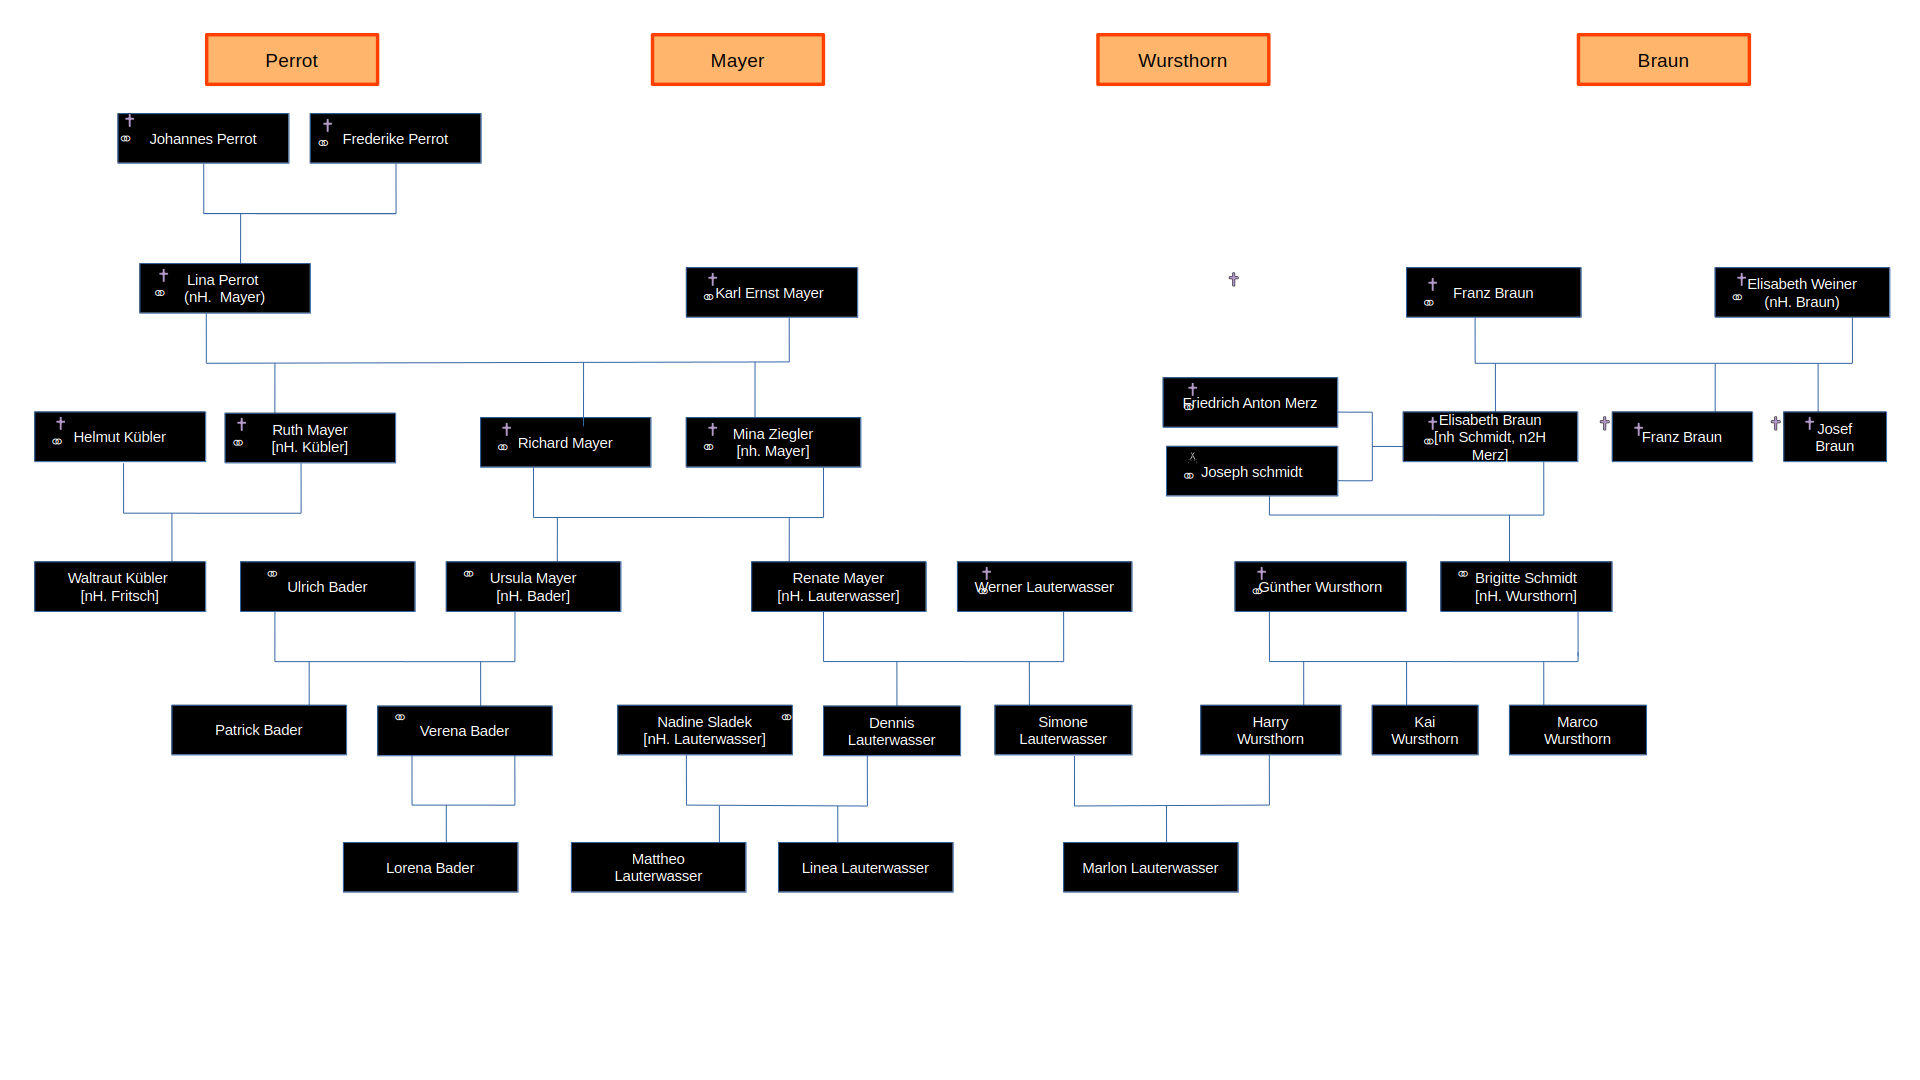 Perrot
Mayer
Wursthorn
Braun
Johannes Perrot
Frederike Perrot
Lina Perrot
(nH.  Mayer)
Karl Ernst Mayer
Franz Braun
Elisabeth Weiner
(nH. Braun)
Friedrich Anton Merz
Helmut Kübler
Ruth Mayer
[nH. Kübler]
Richard Mayer
Mina Ziegler
[nh. Mayer]
Joseph schmidt
Elisabeth Braun
[nh Schmidt, n2H
Merz]
Franz Braun
Josef
Braun
Waltraut Kübler
[nH. Fritsch]
Ulrich Bader
Ursula Mayer
[nH. Bader]
Renate Mayer
[nH. Lauterwasser]
Werner Lauterwasser
Günther Wursthorn
Brigitte Schmidt
[nH. Wursthorn]
Patrick Bader
Verena Bader
Nadine Sladek
[nH. Lauterwasser]
Dennis
Lauterwasser
Simone
Lauterwasser
Harry
Wursthorn
Kai
Wursthorn
Marco
Wursthorn
Lorena Bader
Mattheo
Lauterwasser
Linea Lauterwasser
Marlon Lauterwasser